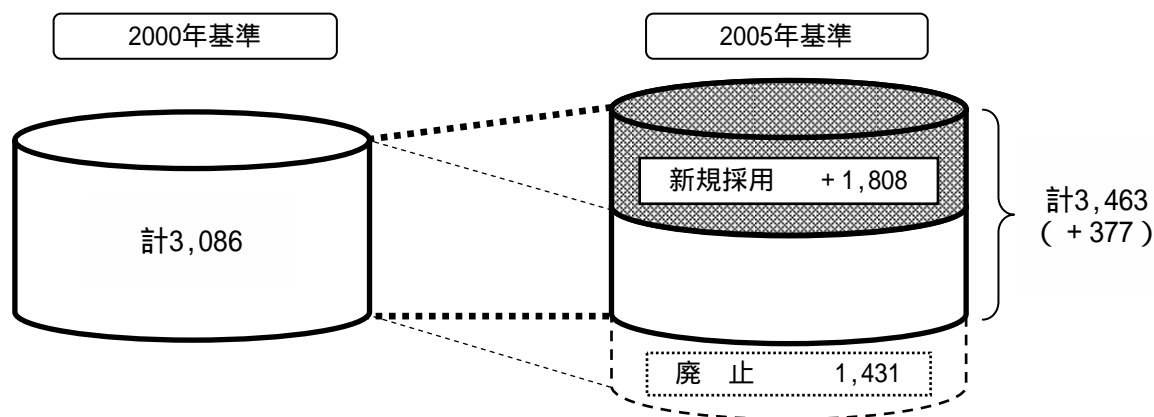 2000年基準
2005年基準
計3,086
新規採用 +1,808
計3,463
(+377)
廃 止 1,431